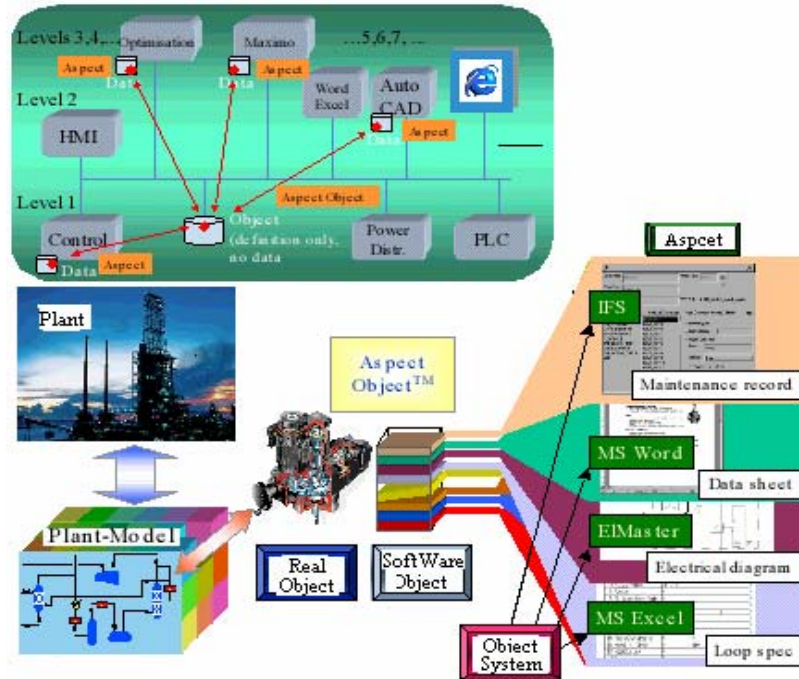 Levels 3,4,...
Optimisation
Maximo
...5,6,7, ...
Aspect
Data
Aspect
Data
Word
Excel
Auto
CAD
Level 2
HMI
Data
Aspect
Level 1
Aspect Object
Control
Object
(definition only,
no data
Power
Distr.
PLC
Data
Aspect
Aspcet
Plant
IFS
Aspect
Object™
Maintenance record
MS Word
Data sheet
Plant-Model
ElMaster
Real
Object
SoftWare
Object
Electrical diagram
MS Excel
Object
System
Loop spec